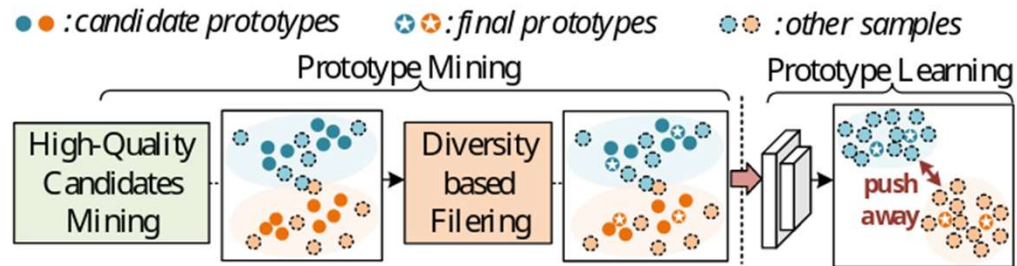 : candidate prototypes : final prototypes : other samples
Prototype Mining
Prototype Learning
High-Quality
Candidates
Mining
Diversity
based
Filering
push
away